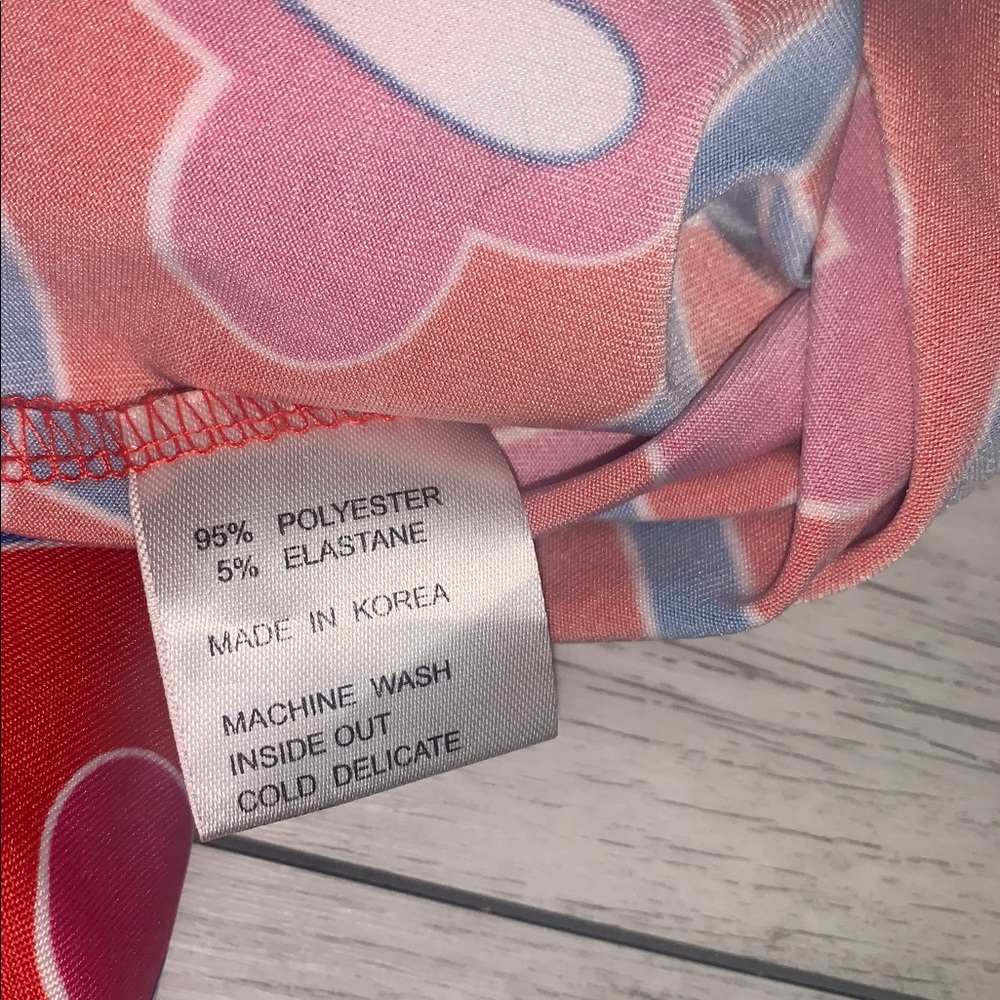 95% POLYESTER
5% ELASTANE
MADE IN KOREA
MACHINE WASH
INSIDE OUT
COLD DELICATE